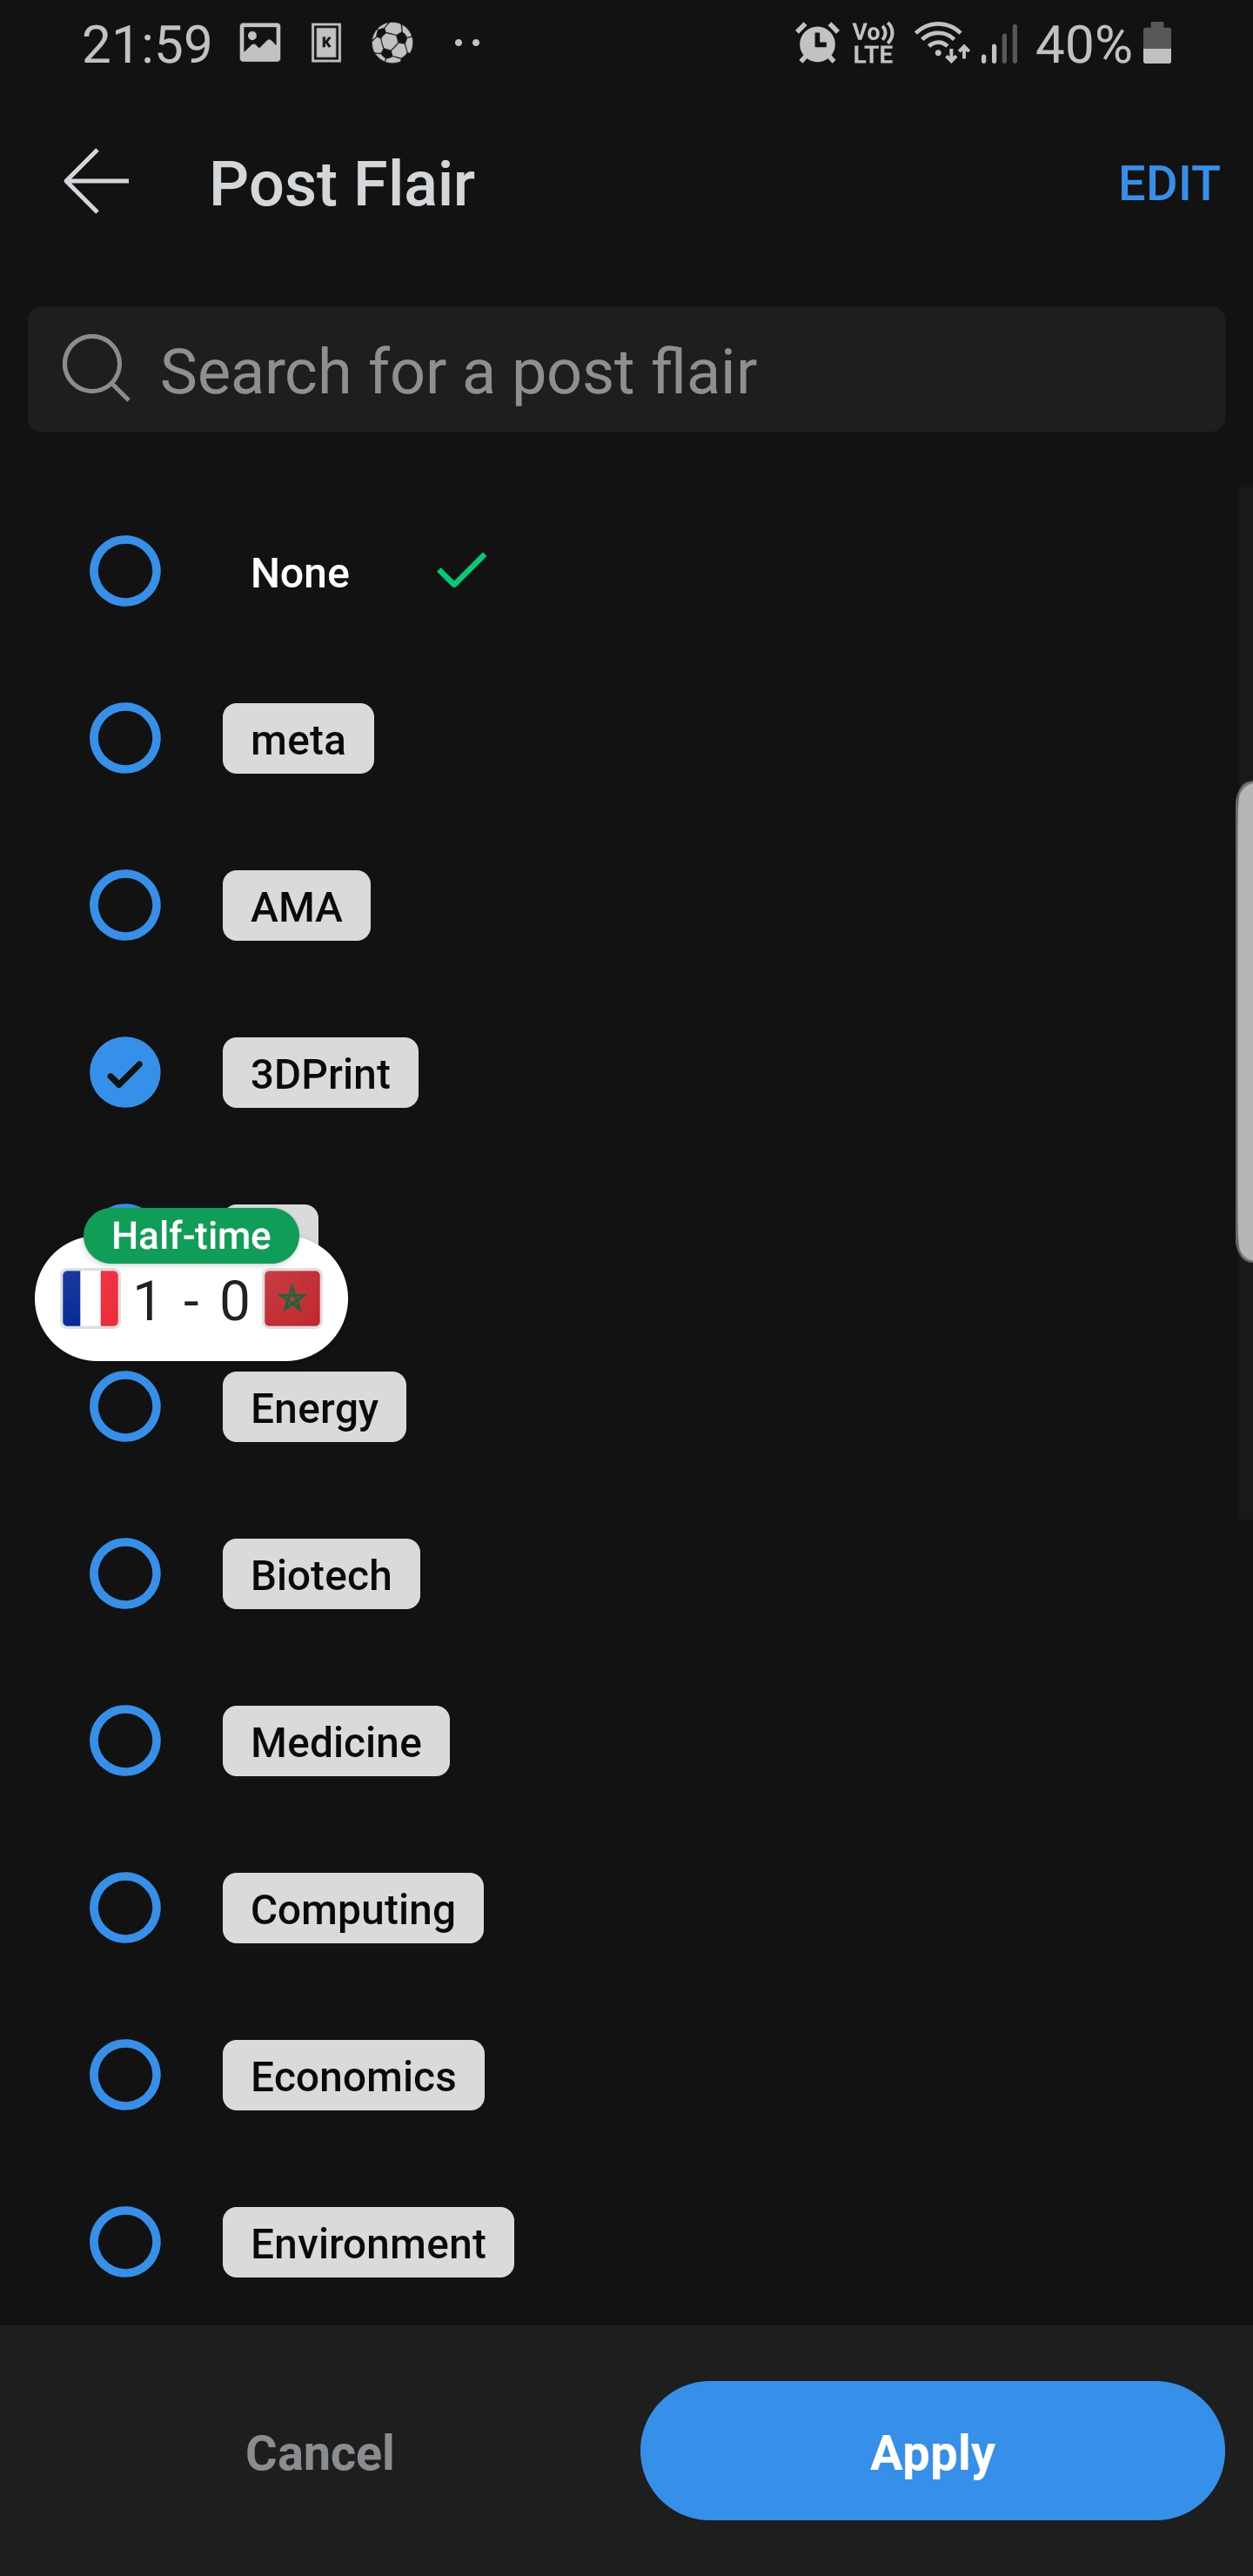 21:59 K Vo)) LTE 40%
Post Flair EDIT
Search for a post flair
None
meta
AMA
3DPrint
Half-time
1 - 0
Energy
Biotech
Medicine
Computing
Economics
Environment
Cancel Apply